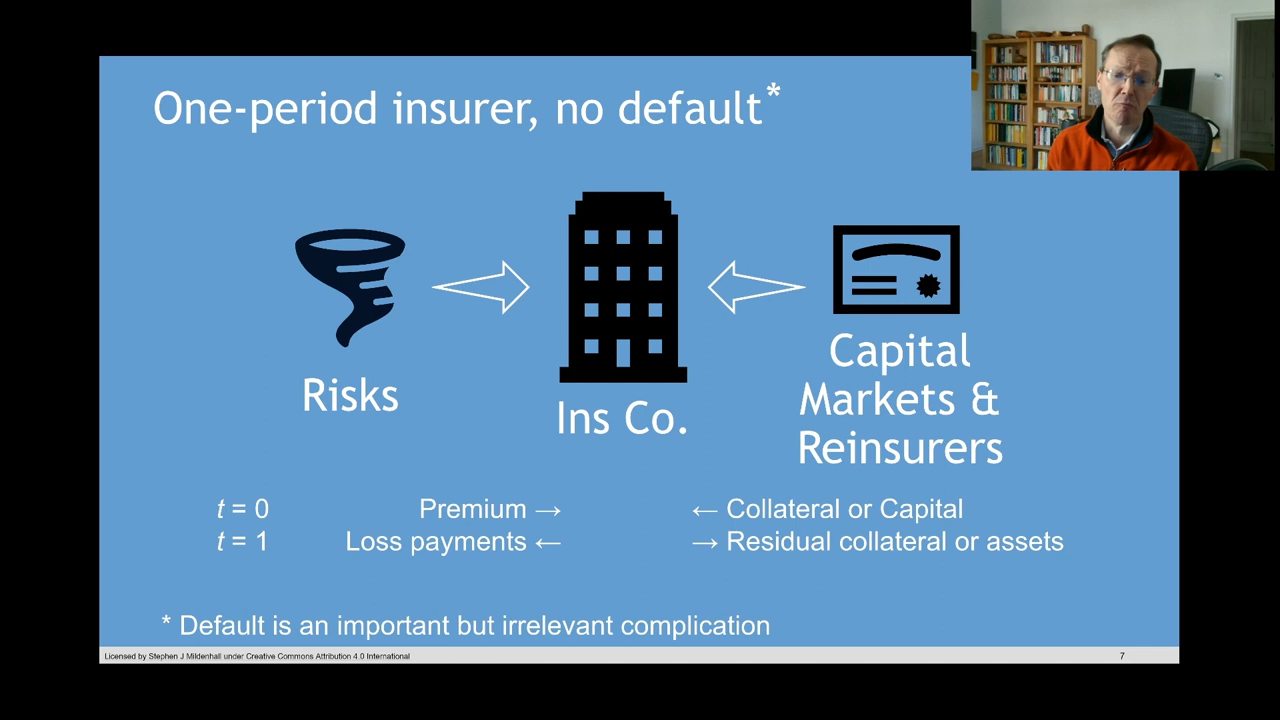 One-period insurer, no default*
Risks
Ins Co.
Capital
Markets &
Reinsurers
t = 0 Premium → ← Collateral or Capital
t = 1 Loss payments ← → Residual collateral or assets
* Default is an important but irrelevant complication
Licensed by Stephen J Mildenhall under Creative Commons Attribution 4.0 International 7